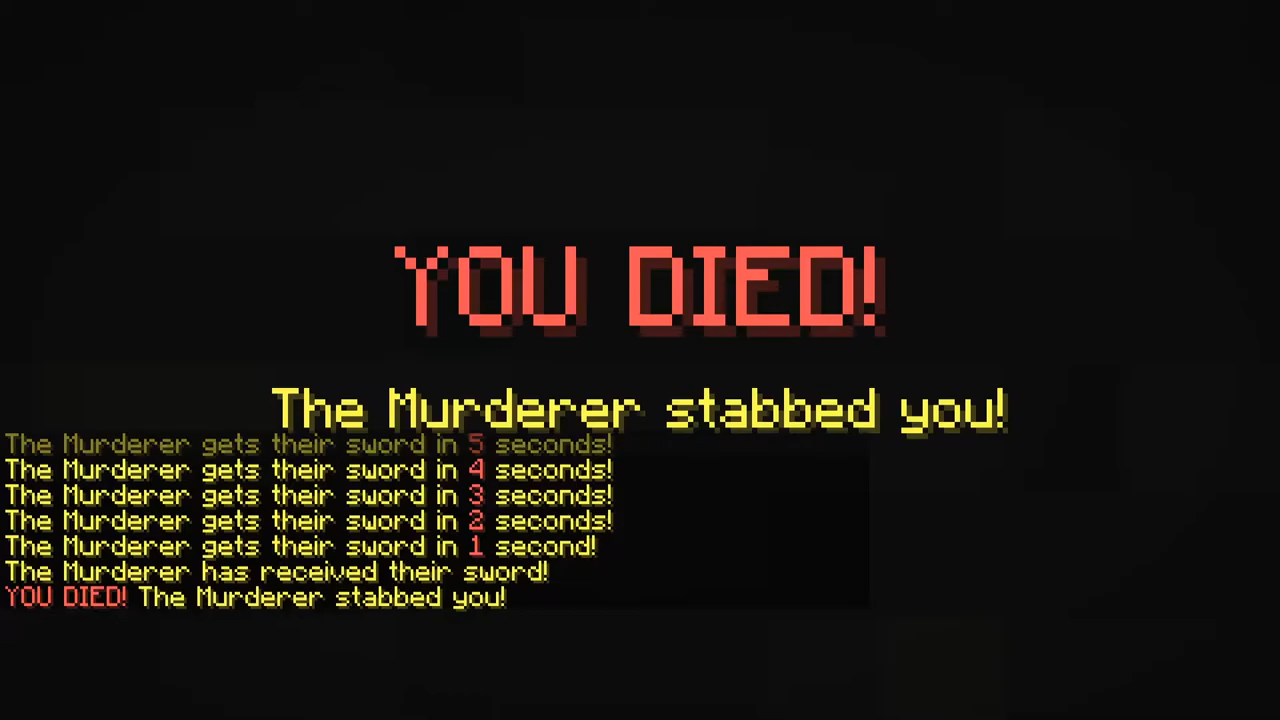 YOU DIED!
The Murderer stabbed you!
The Murderer gets their sword in 5 seconds!
The Murderer gets their sword in 4 seconds!
The Murderer gets their sword in 3 seconds!
The Murderer gets their sword in 2 seconds!
The Murderer gets their sword in 1 second!
The Murderer has received their sword!
YOU DIED! The Murderer stabbed you!